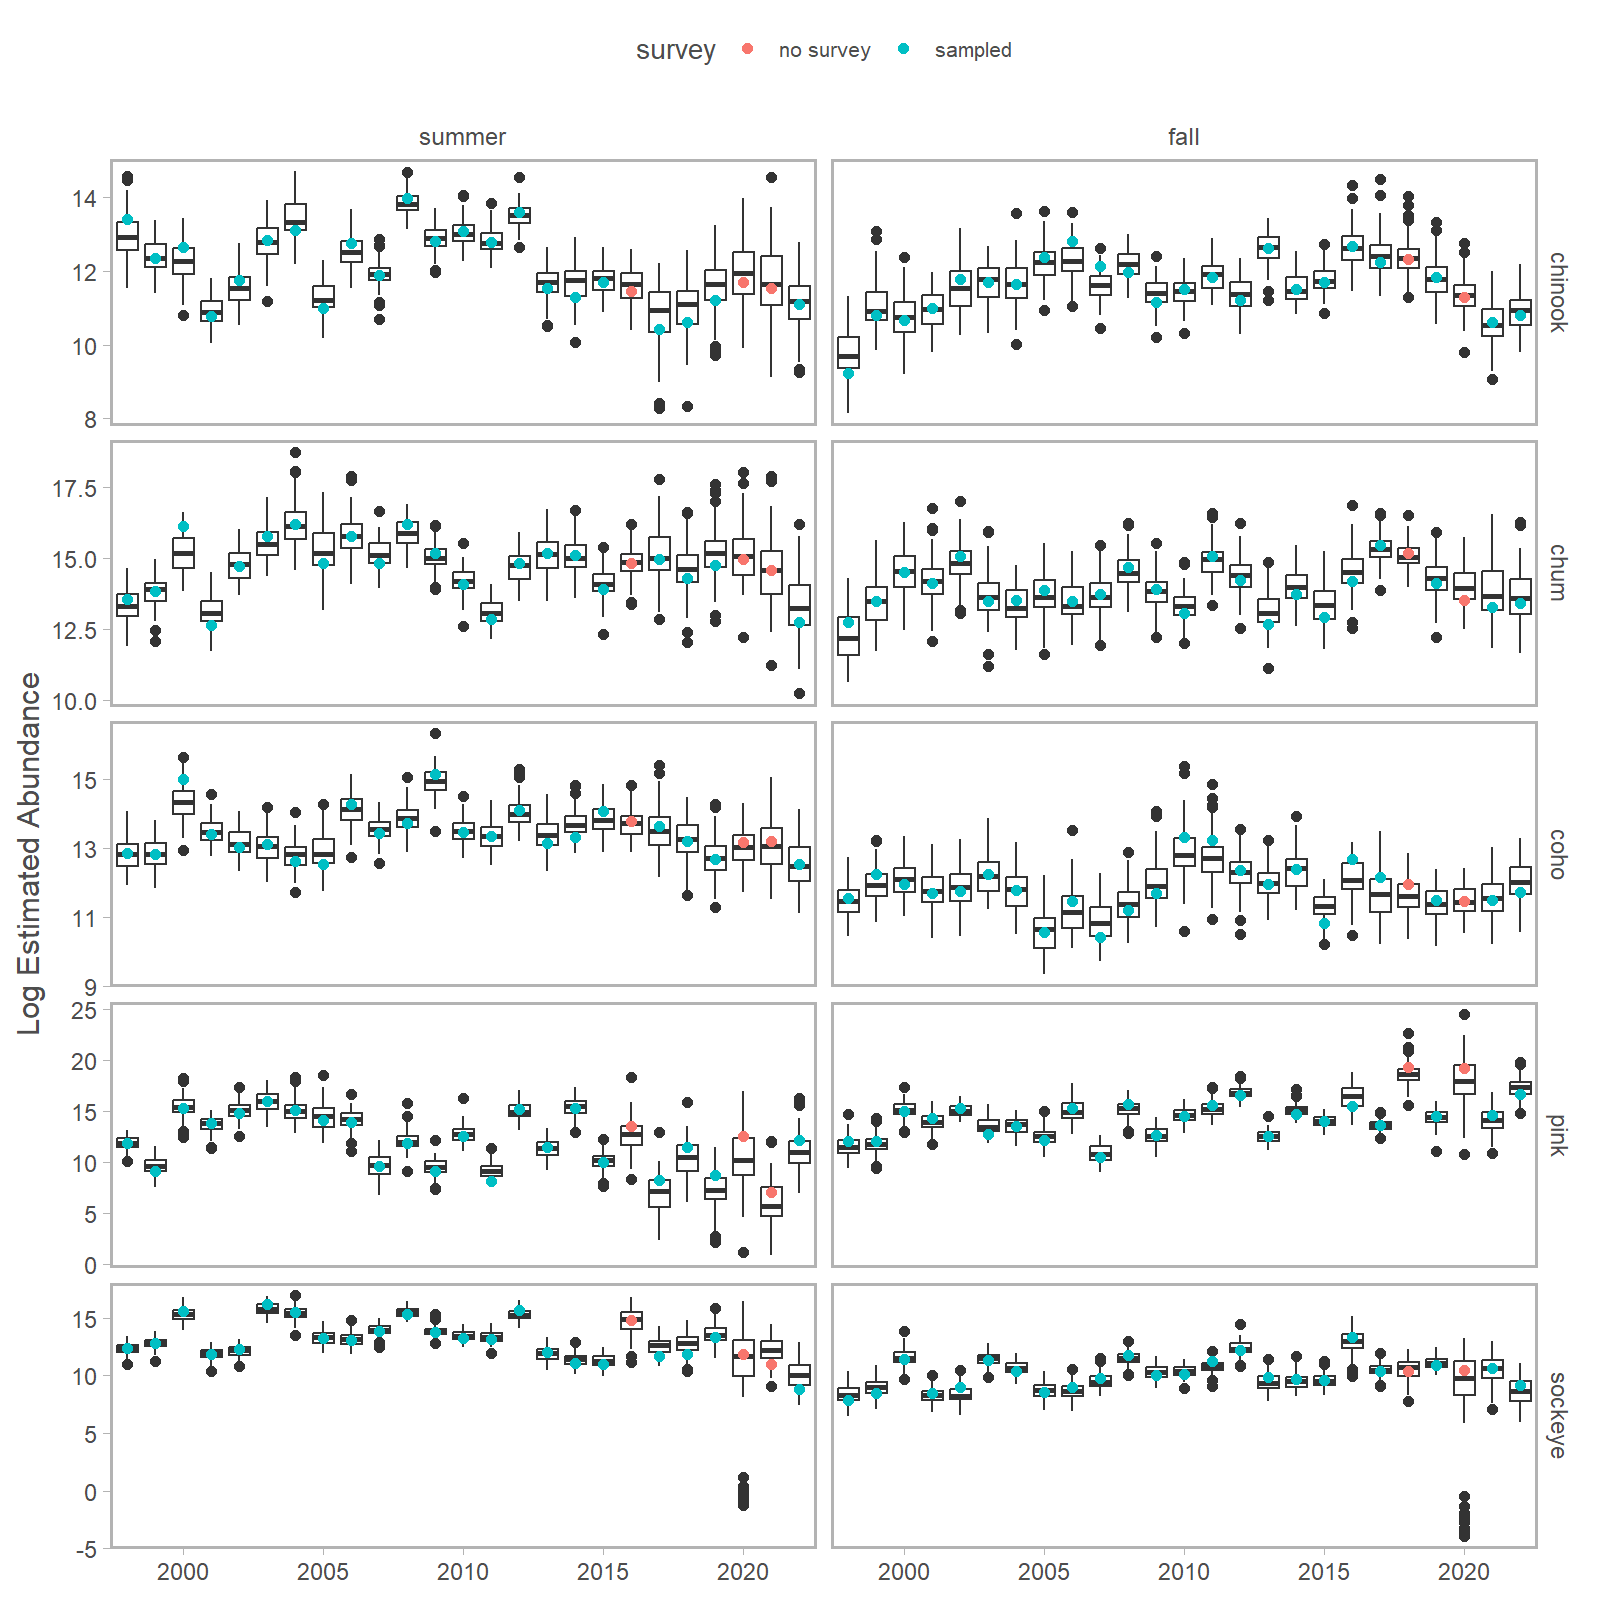 survey no survey sampled
summer fall
Log Estimated Abundance
14
12
10
8
chinook
17.5
15.0
12.5
10.0
chum
15
13
11
9
coho
25
20
15
10
5
0
pink
15
10
5
0
-5
sockeye
2000 2005 2010 2015 2020 2000 2005 2010 2015 2020